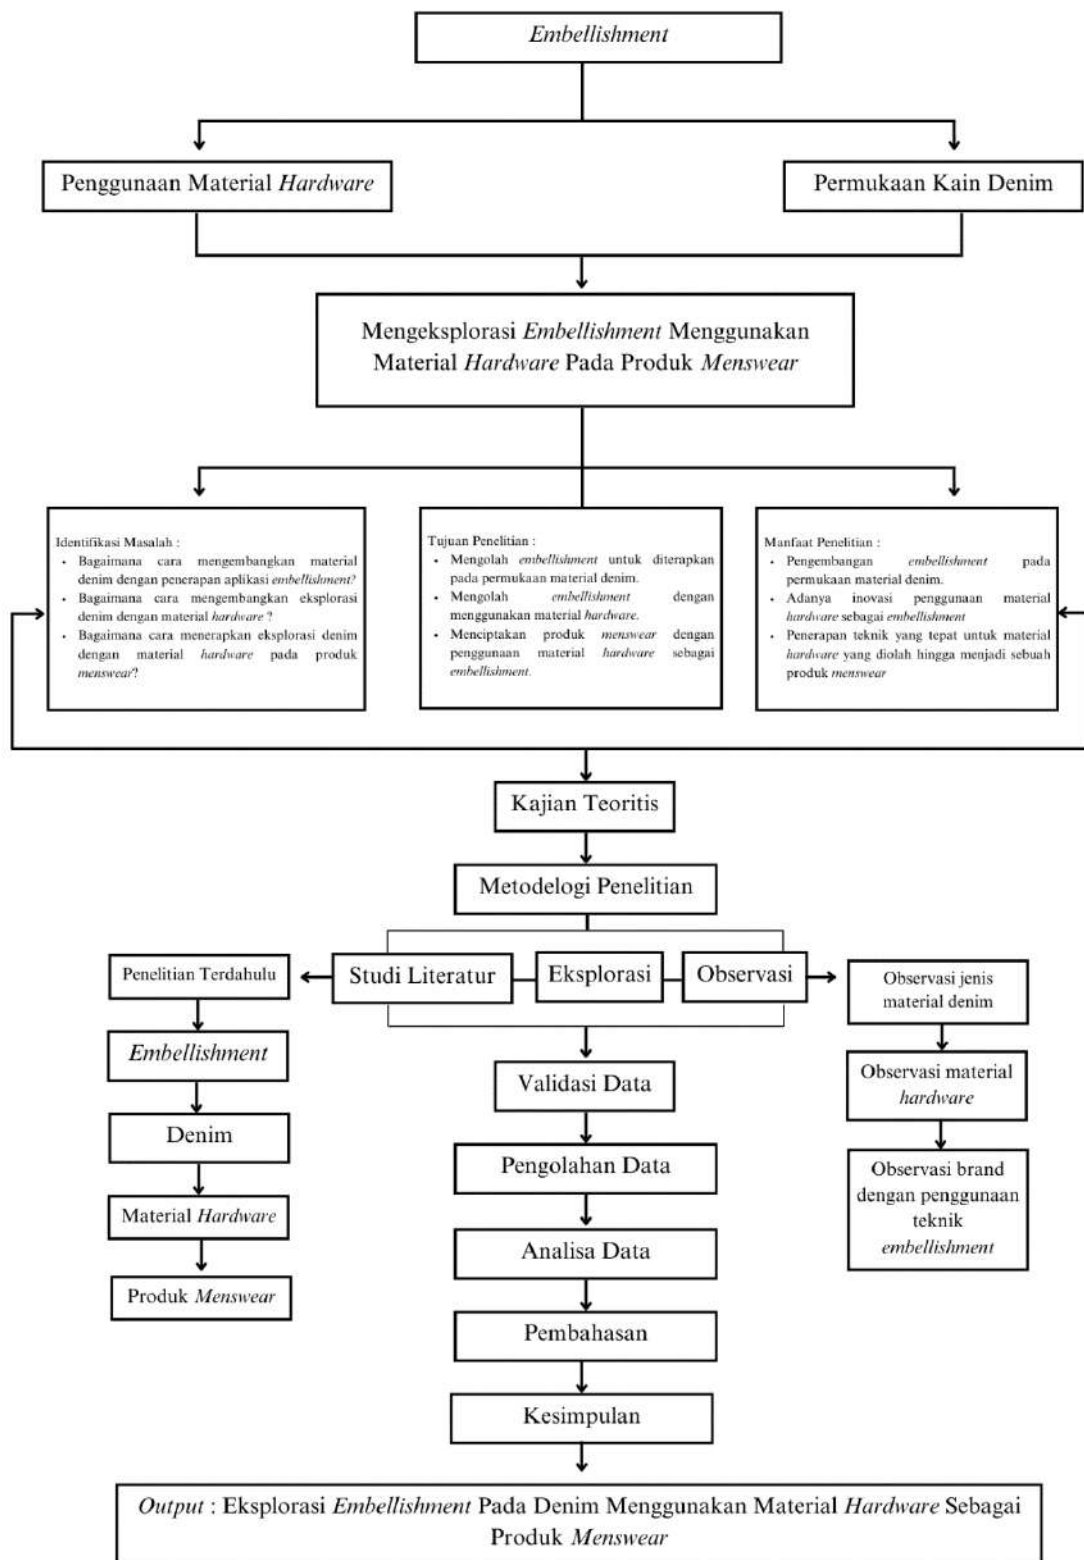 Embellishment
Penggunaan Material Hardware
Permukaan Kain Denim
Mengeksplorasi Embellishment Menggunakan
Material Hardware Pada Produk Menswear
Identifikasi Masalah :
• Bagaimana cara mengembangkan material
denim dengan penerapan aplikasi embellishment?
• Bagaimana cara mengembangkan eksplorasi
denim dengan material hardware ?
• Bagaimana cara menerapkan eksplorasi denim
dengan material hardware pada produk
menswear?
Tujuan Penelitian :
• Mengolah embellishment untuk diterapkan
pada permukaan material denim.
• Mengolah embellishment dengan
menggunakan material hardware.
• Menciptakan produk menswear dengan
penggunaan material hardware sebagai
embellishment.
Manfaat Penelitian :
• Pengembangan embellishment pada
permukaan material denim.
• Adanya inovasi penggunaan material
hardware sebagai embellishment
• Penerapan teknik yang tepat untuk material
hardware yang diolah hingga menjadi sebuah
produk menswear
Kajian Teoritis
Metodelogi Penelitian
Studi Literatur
Eksplorasi
Observasi
Penelitian Terdahulu
Embellishment
Denim
Material Hardware
Produk Menswear
Observasi jenis
material denim
Observasi material
hardware
Observasi brand
dengan penggunaan
teknik
embellishment
Validasi Data
Pengolahan Data
Analisa Data
Pembahasan
Kesimpulan
Output : Eksplorasi Embellishment Pada Denim Menggunakan Material Hardware Sebagai
Produk Menswear